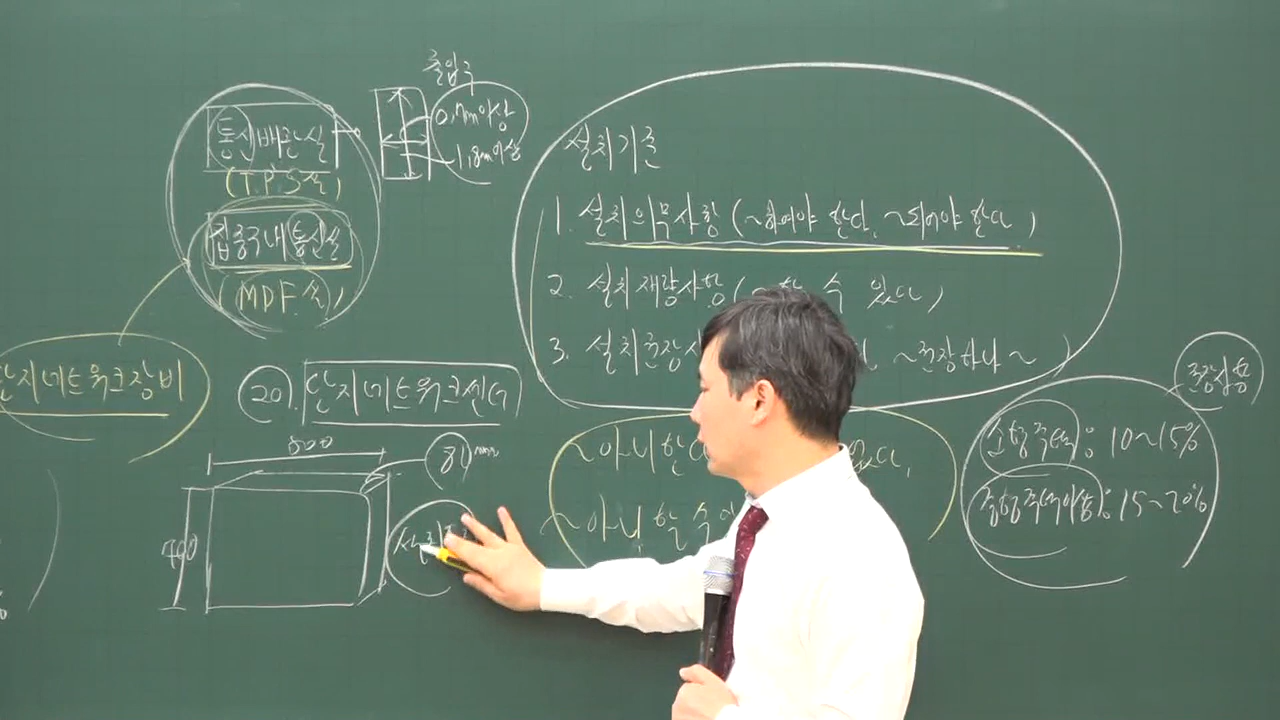 출입구
0.7m이상
1.8m이상
통신배관실
(T.P.S실)
집중구내통신실
(MDF실)
단지네트워크장비
20. 단지네트워크센터
500
80mm
400
설치기준
1. 설치의무사항 (~하여야 한다, ~되어야 한다)
2. 설치재량사항 (~할 수 있다)
3. 설치권장사 ~권장하나~)
~아니한다 있다.
~아니 할 수
권장사항
소형주택: 10~15%
중형주택이상: 15~20%